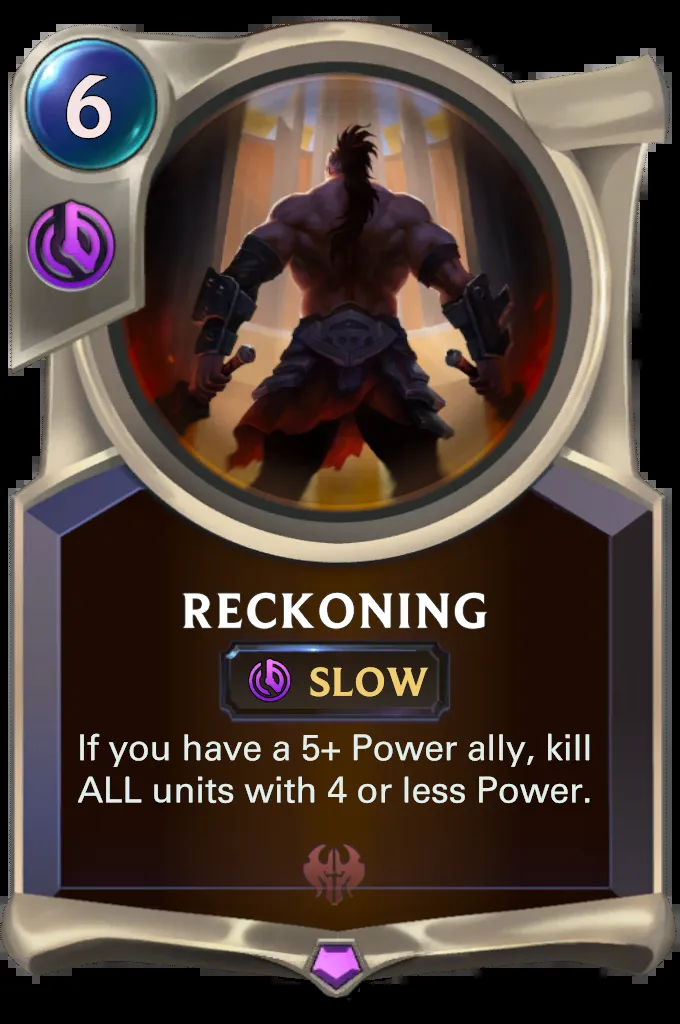 6
RECKONING
SLOW
If you have a 5+ Power ally, kill
ALL units with 4 or less Power.